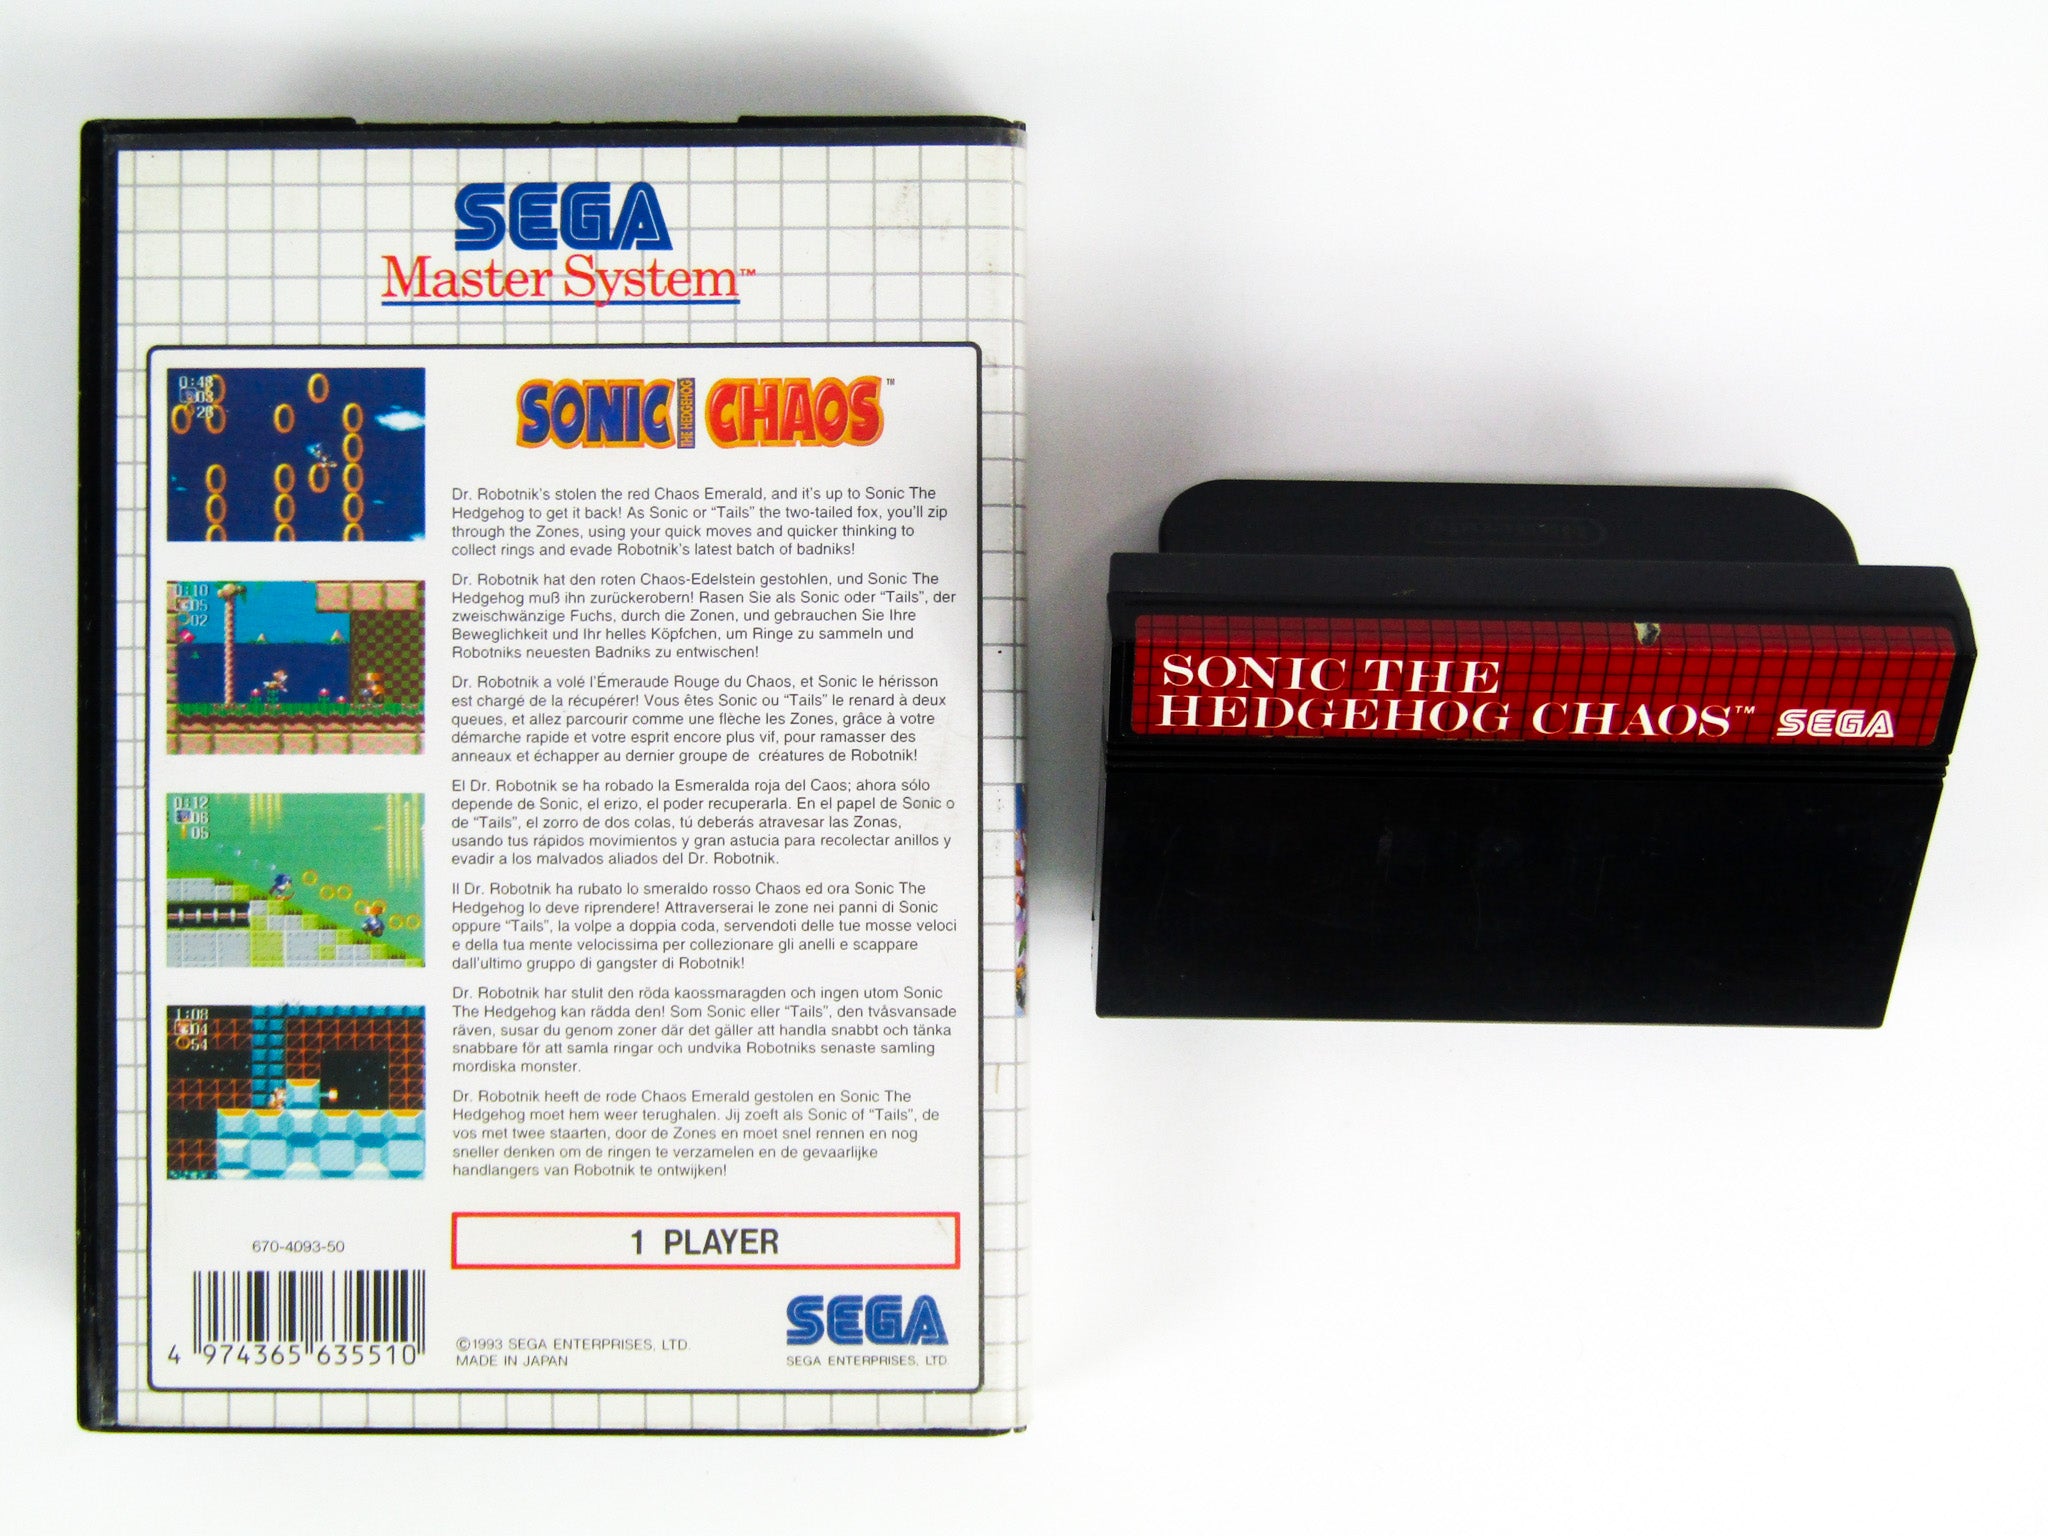 SEGA
Master System™
SONIC THE HEDGEHOG CHAOS™
0:48
03
28
0:10
05
02
0:12
06
05
1:08
04
54
Dr. Robotnik's stolen the red Chaos Emerald, and it's up to Sonic The
Hedgehog to get it back! As Sonic or “Tails” the two-tailed fox, you'll zip
through the Zones, using your quick moves and quicker thinking to
collect rings and evade Robotnik's latest batch of badniks!
Dr. Robotnik hat den roten Chaos-Edelstein gestohlen, und Sonic The
Hedgehog muß ihn zurückerobern! Rasen Sie als Sonic oder “Tails”, der
zweischwänzige Fuchs, durch die Zonen, und gebrauchen Sie Ihre
Beweglichkeit und Ihr helles Köpfchen, um Ringe zu sammeln und
Robotniks neuesten Badniks zu entwischen!
Dr. Robotnik a volé l'Émeraude Rouge du Chaos, et Sonic le hérisson
est chargé de la récupérer! Vous êtes Sonic ou “Tails” le renard à deux
queues, et allez parcourir comme une flèche les Zones, grâce à votre
démarche rapide et votre esprit encore plus vif, pour ramasser des
anneaux et échapper au dernier groupe de créatures de Robotnik!
El Dr. Robotnik se ha robado la Esmeralda roja del Caos; ahora sólo
depende de Sonic, el erizo, el poder recuperarla. En el papel de Sonic o
de “Tails”, el zorro de dos colas, tú deberás atravesar las Zonas,
usando tus rápidos movimientos y gran astucia para recolectar anillos y
evadir a los malvados aliados del Dr. Robotnik.
Il Dr. Robotnik ha rubato lo smeraldo rosso Chaos ed ora Sonic The
Hedgehog lo deve riprendere! Attraverserai le zone nei panni di Sonic
oppure “Tails”, la volpe a doppia coda, servendoti delle tue mosse veloci
e della tua mente velocissima per collezionare gli anelli e scappare
dall'ultimo gruppo di gangster di Robotnik!
Dr. Robotnik har stulit den röda kaossmaragden och ingen utom Sonic
The Hedgehog kan rädda den! Som Sonic eller “Tails”, den tvåsvansade
räven, susar du genom zoner där det gäller att handla snabbt och tänka
snabbare för att samla ringar och undvika Robotniks senaste samling
mordiska monster.
Dr. Robotnik heeft de rode Chaos Emerald gestolen en Sonic The
Hedgehog moet hem weer terughalen. Jij zoeft als Sonic of “Tails”, de
vos met twee staarten, door de Zones en moet snel rennen en nog
sneller denken om de ringen te verzamelen en de gevaarlijke
handlangers van Robotnik te ontwijken!
1 PLAYER
670-4093-50
4 974365 635510
©1993 SEGA ENTERPRISES, LTD.
MADE IN JAPAN
SEGA
SEGA ENTERPRISES, LTD.
Nintendo
SONIC THE
HEDGEHOG CHAOS™ SEGA